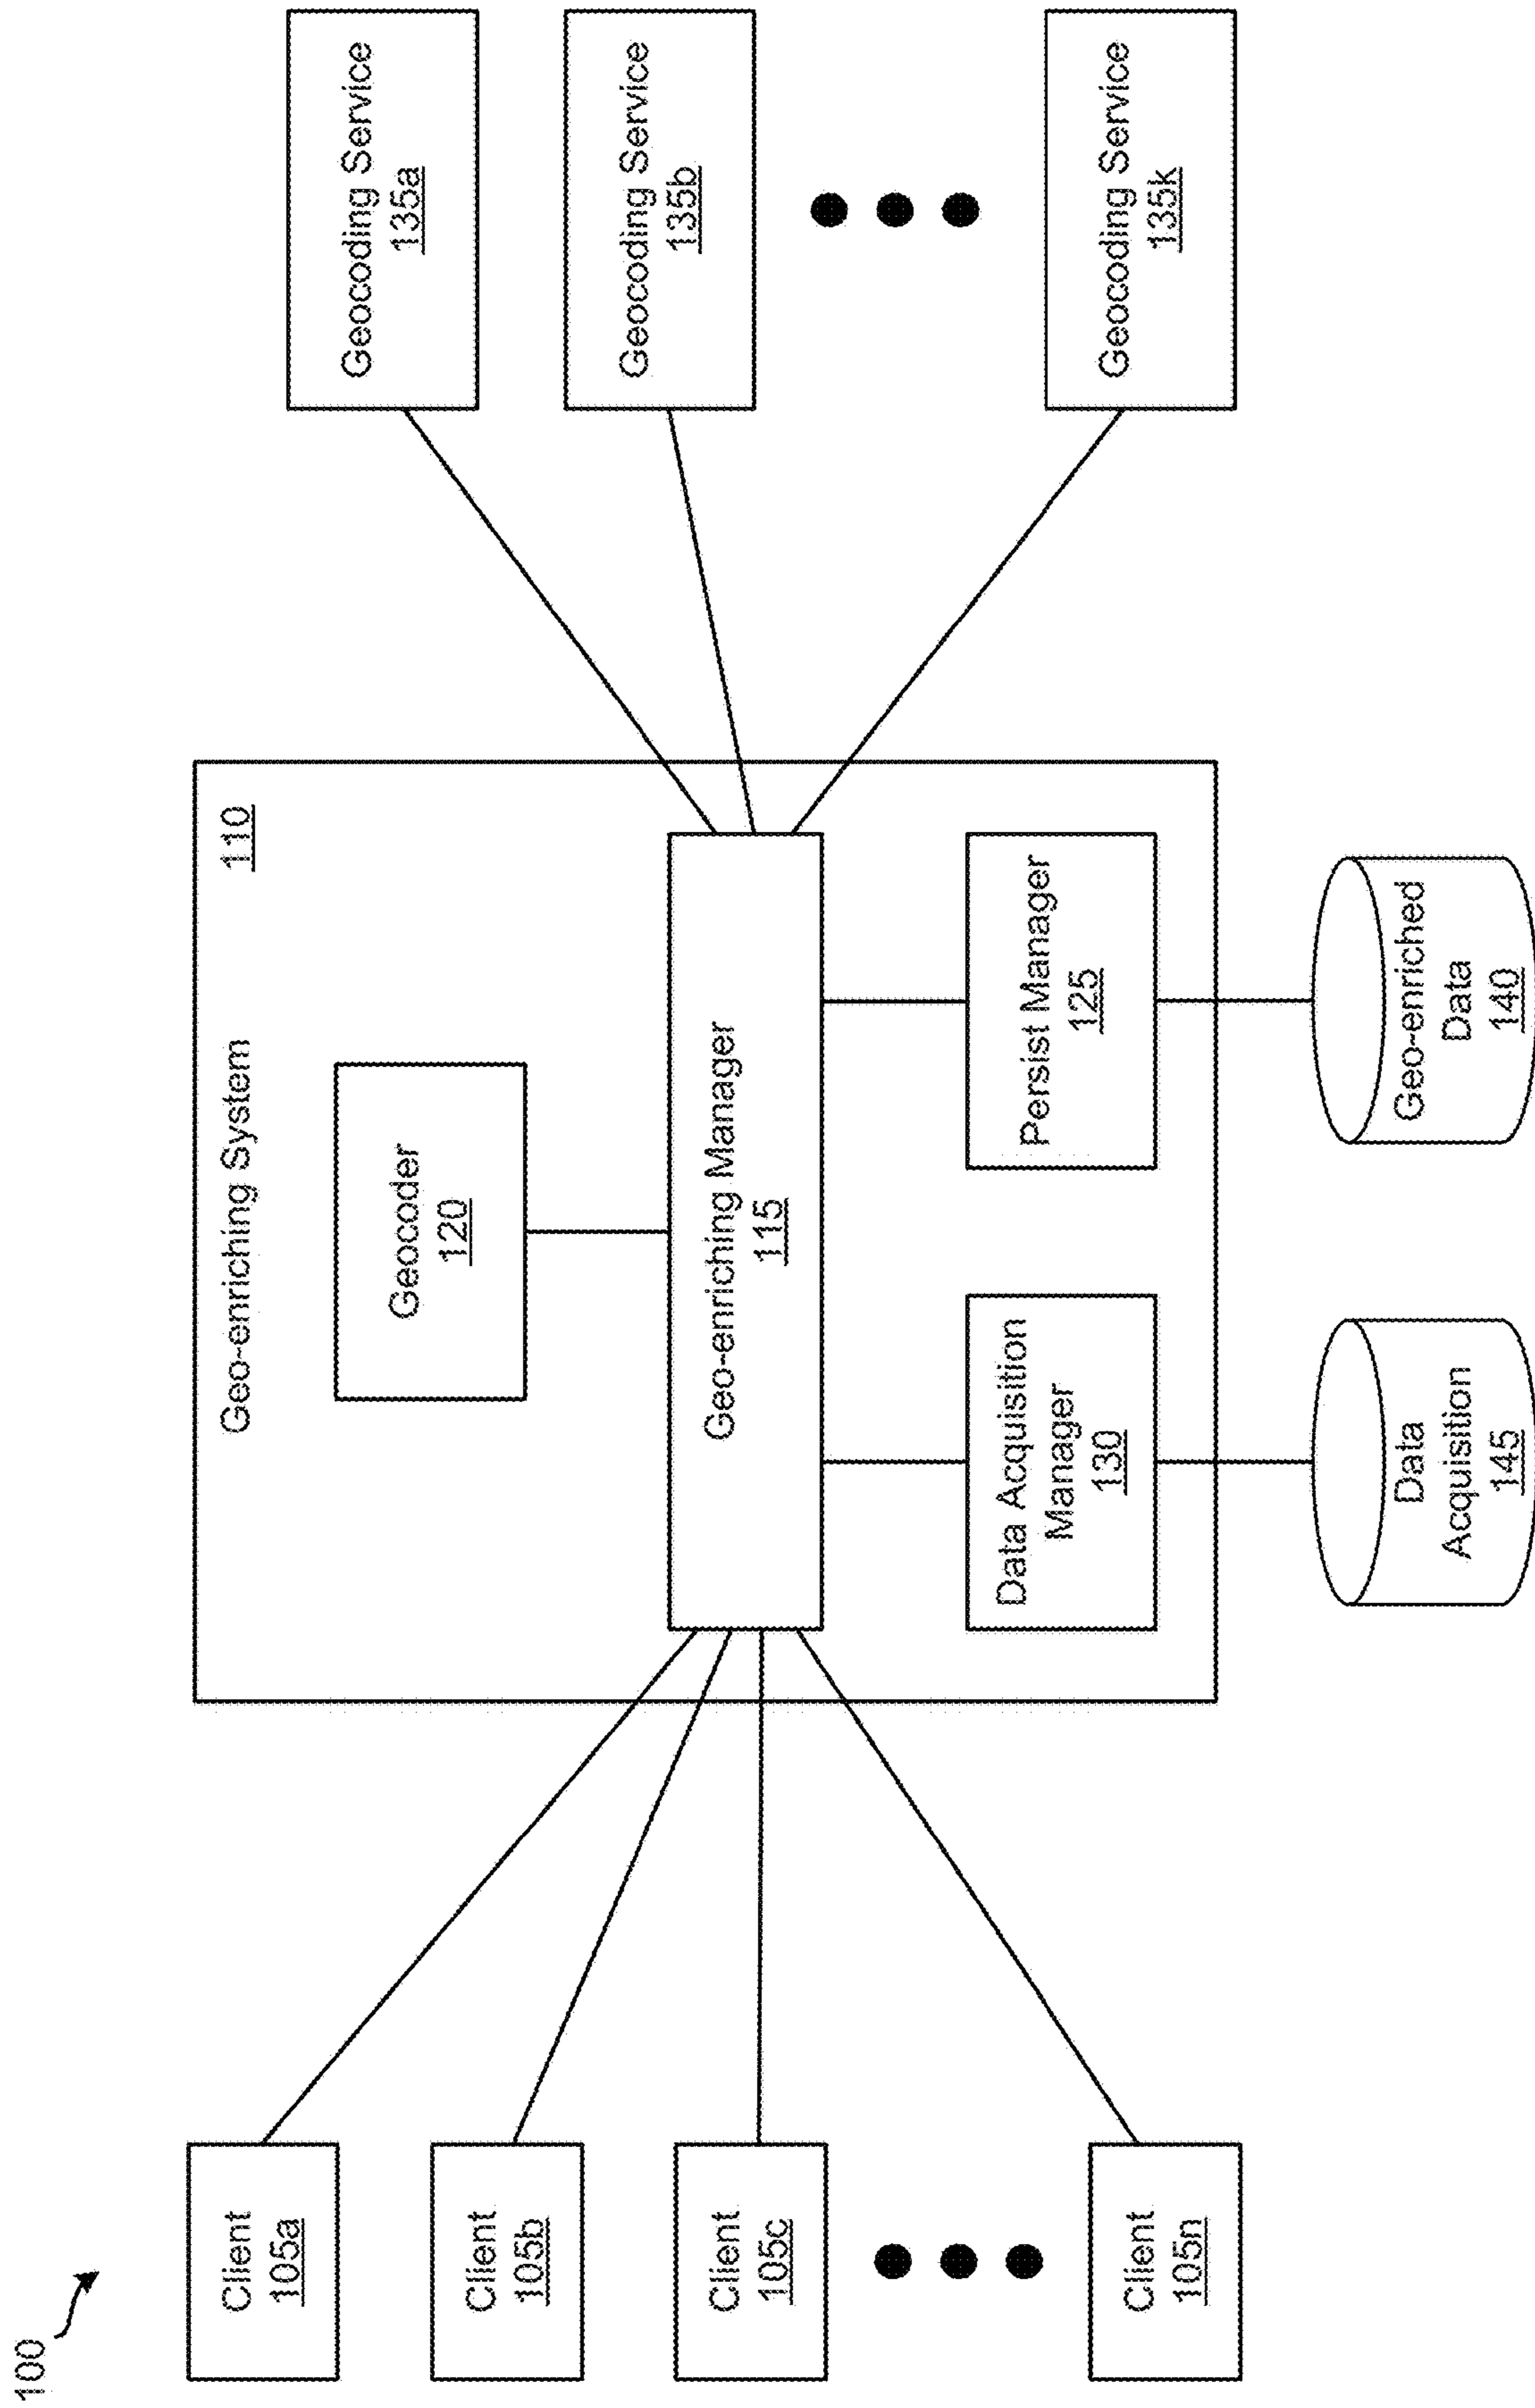 100
Client
105a
Client
105b
Client
105c
Client
105n
Geo-enriching System
110
Geocoder
120
Geo-enriching Manager
115
Data Acquisition
Manager
130
Persist Manager
125
Data
Acquisition
145
Geo-enriched
Data
140
Geocoding Service
135a
Geocoding Service
135b
Geocoding Service
135k